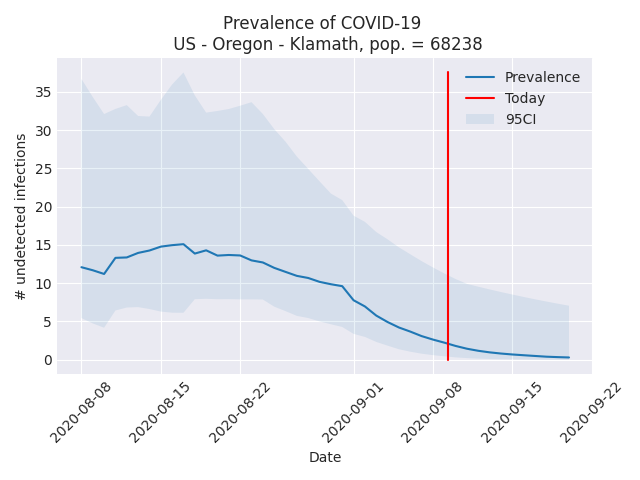 Prevalence of COVID-19
US - Oregon - Klamath, pop. = 68238
Prevalence
Today
95CI
# undetected infections
35
30
25
20
15
10
5
0
2020-08-08
2020-08-15
2020-08-22
2020-09-01
2020-09-08
2020-09-15
2020-09-22
Date